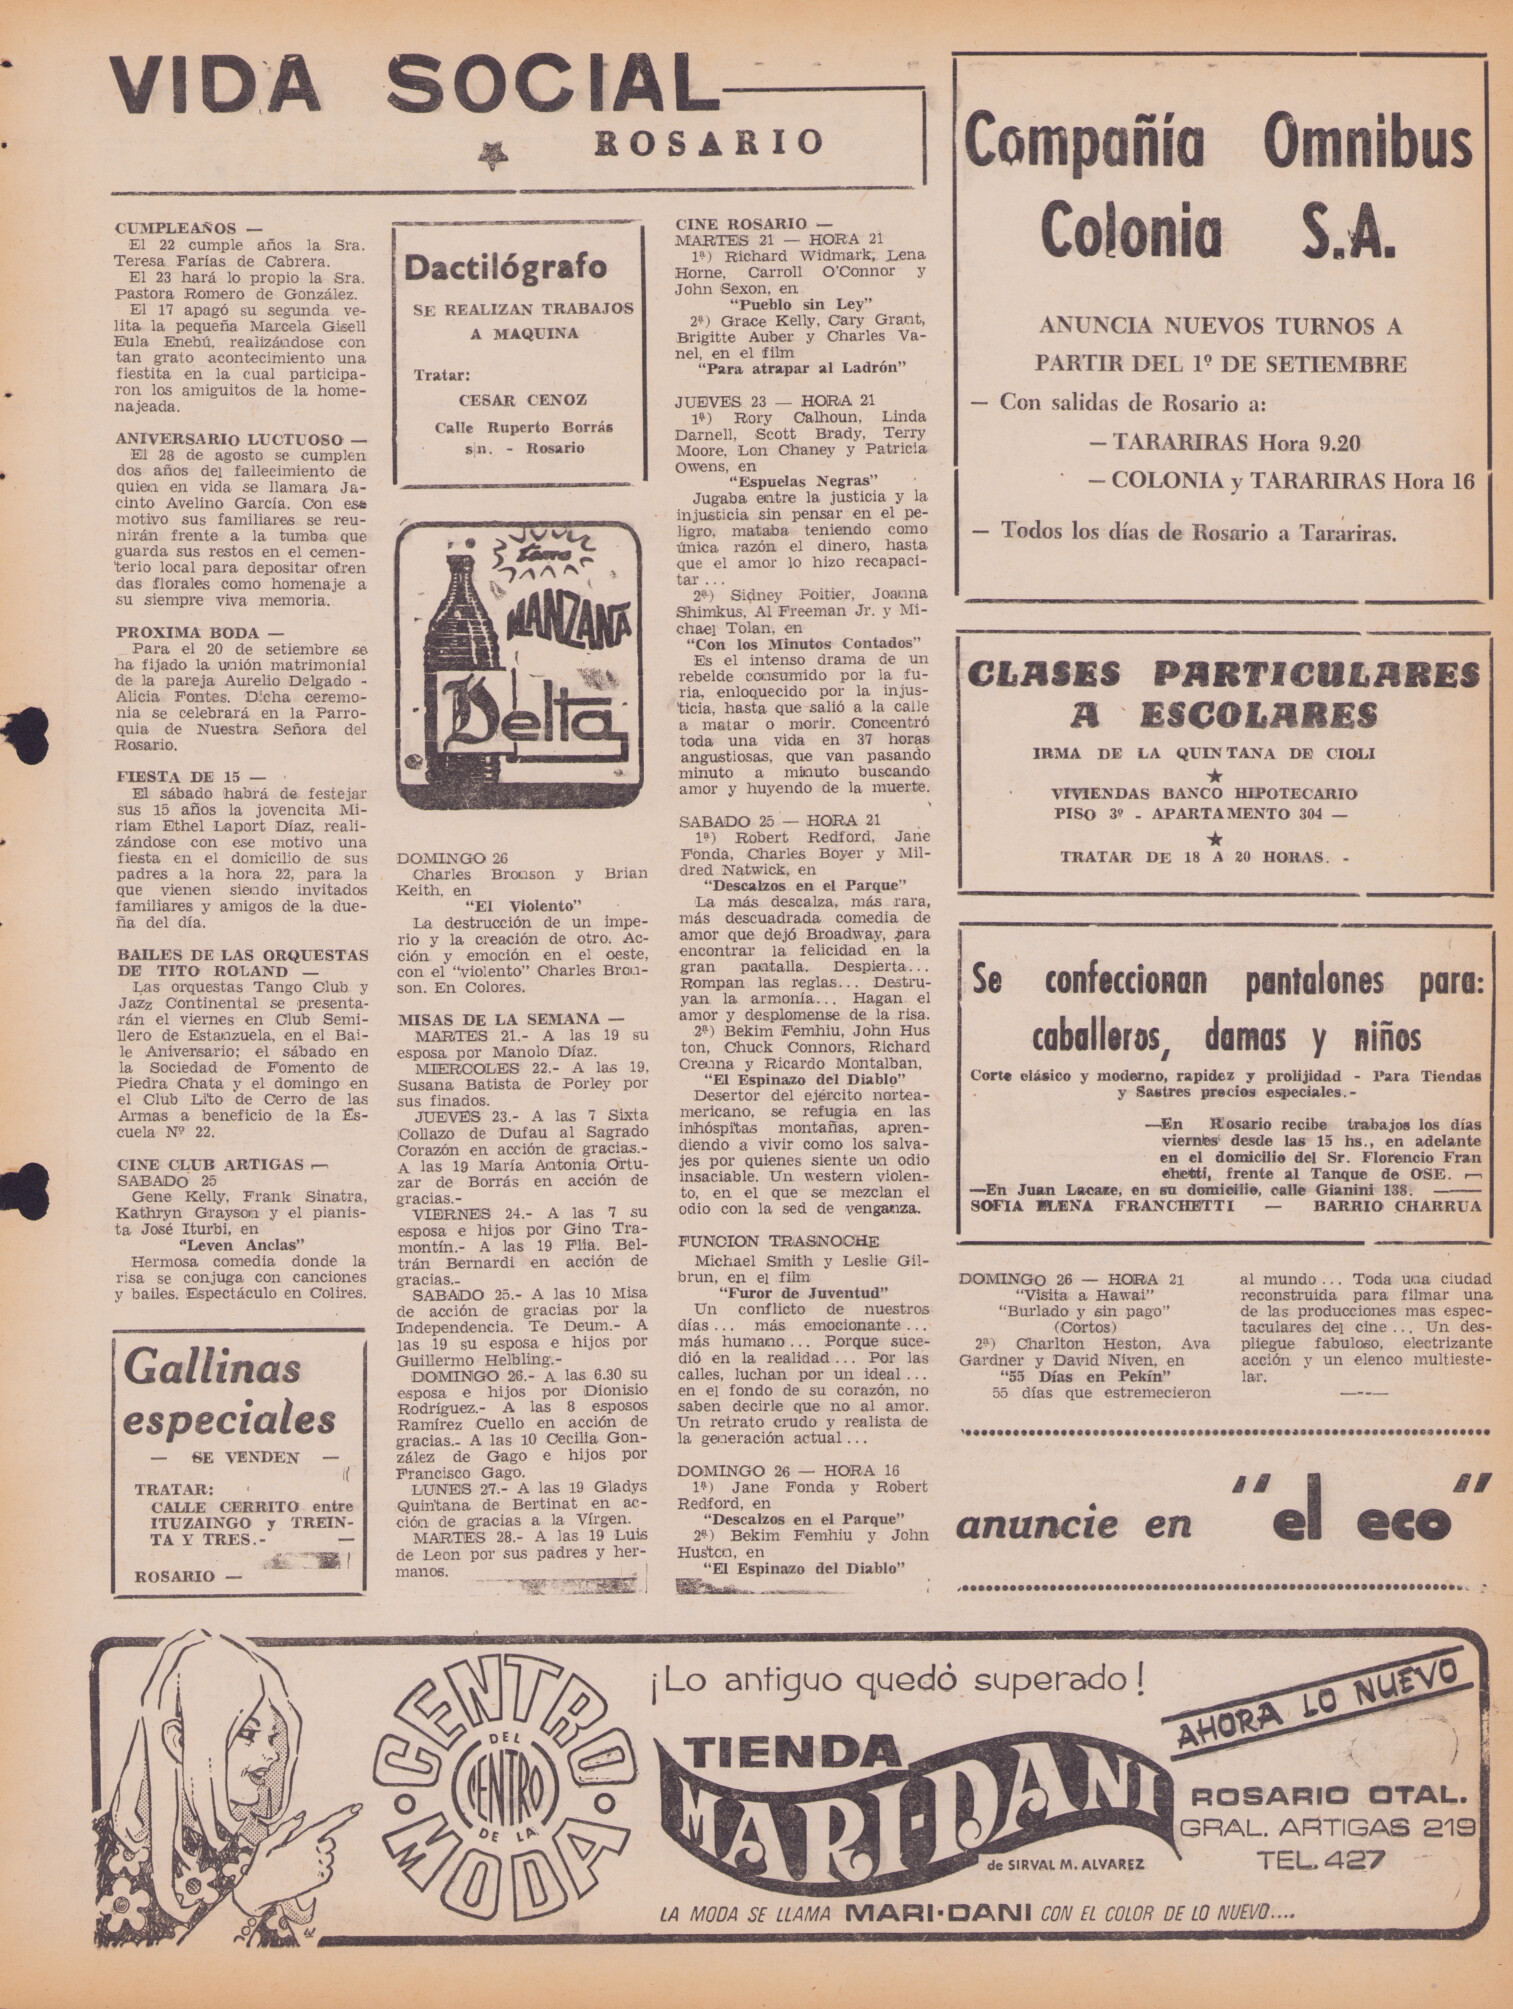 VIDA SOCIAL
ROSARIO
CUMPLEAÑOS —
El 22 cumple años la Sra.
Teresa Farías de Cabrera.
El 23 hará lo propio la Sra.
Pastora Romero de González.
El 17 apagó su segunda ve-
lita la pequeña Marcela Gisell
Eula Enebú, realizándose con
tan grato acontecimiento una
fiestita en la cual participa-
ron los amiguitos de la home-
najeada.
ANIVERSARIO LUCTUOSO —
El 28 de agosto se cumplen
dos años del fallecimiento de
quien en vida se llamara Ja-
cinto Avelino García. Con ese
motivo sus familiares se reu-
nirán frente a la tumba que
guarda sus restos en el cemen-
terio local para depositar ofren
das florales como homenaje a
su siempre viva memoria.
PROXIMA BODA —
Para el 20 de setiembre se
ha fijado la unión matrimonial
de la pareja Aurelio Delgado -
Alicia Fontes. Dicha ceremo-
nia se celebrará en la Parro-
quia de Nuestra Señora del
Rosario.
FIESTA DE 15 —
El sábado habrá de festejar
sus 15 años la jovencita Mi-
riam Ethel Laport Díaz, reali-
zándose con ese motivo una
fiesta en el domicilio de sus
padres a la hora 22, para la
que vienen siendo invitados
familiares y amigos de la due-
ña del día.
BAILES DE LAS ORQUESTAS
DE TITO ROLAND —
Las orquestas Tango Club y
Jazz Continental se presenta-
rán el viernes en Club Semi-
llero de Estanzuela, en el Bai-
le Aniversario; el sábado en
la Sociedad de Fomento de
Piedra Chata y el domingo en
el Club Lito de Cerro de las
Armas a beneficio de la Es-
cuela Nº 22.
CINE CLUB ARTIGAS —
SABADO 25
Gene Kelly, Frank Sinatra,
Kathryn Grayson y el pianis-
ta José Iturbi, en
"Leven Anclas"
Hermosa comedia donde la
risa se conjuga con canciones
y bailes. Espectáculo en Colires.
Gallinas
especiales
— SE VENDEN —
TRATAR:
CALLE CERRITO entre
ITUZAINGO y TREIN-
TA Y TRES.- —
ROSARIO —
Dactilógrafo
SE REALIZAN TRABAJOS
A MAQUINA
Tratar:
CESAR CENOZ
Calle Ruperto Borrás
s/n. - Rosario
tome
MANZANA
Delta
DOMINGO 26
Charles Bronson y Brian
Keith, en
"El Violento"
La destrucción de un impe-
rio y la creación de otro. Ac-
ción y emoción en el oeste,
con el "violento" Charles Bron-
son. En Colores.
MISAS DE LA SEMANA —
MARTES 21.- A las 19 su
esposa por Manolo Díaz.
MIERCOLES 22.- A las 19,
Susana Batista de Porley por
sus finados.
JUEVES 23.- A las 7 Sixta
Collazo de Dufau al Sagrado
Corazón en acción de gracias.-
A las 19 María Antonia Ortu-
zar de Borrás en acción de
gracias.-
VIERNES 24.- A las 7 su
esposa e hijos por Gino Tra-
montín.- A las 19 Flia. Bel-
trán Bernardi en acción de
gracias.-
SABADO 25.- A las 10 Misa
de acción de gracias por la
Independencia. Te Deum.- A
las 19 su esposa e hijos por
Guillermo Helbling.-
DOMINGO 26.- A las 6.30 su
esposa e hijos por Dionisio
Rodríguez.- A las 8 esposos
Ramírez Cuello en acción de
gracias.- A las 10 Cecilia Gon-
zález de Gago e hijos por
Francisco Gago.
LUNES 27.- A las 19 Gladys
Quintana de Bertinat en ac-
ción de gracias a la Vírgen.
MARTES 28.- A las 19 Luis
de Leon por sus padres y her-
manos.
CINE ROSARIO —
MARTES 21 — HORA 21
1ª) Richard Widmark, Lena
Horne, Carroll O'Connor y
John Sexon, en
"Pueblo sin Ley"
2ª) Grace Kelly, Cary Grant,
Brigitte Auber y Charles Va-
nel, en el film
"Para atrapar al Ladrón"
JUEVES 23 — HORA 21
1ª) Rory Calhoun, Linda
Darnell, Scott Brady, Terry
Moore, Lon Chaney y Patricia
Owens, en
"Espuelas Negras"
Jugaba entre la justicia y la
injusticia sin pensar en el pe-
ligro, mataba teniendo como
única razón el dinero, hasta
que el amor lo hizo recapaci-
tar ...
2ª) Sidney Poitier, Joanna
Shimkus, Al Freeman Jr. y Mi-
chael Tolan, en
"Con los Minutos Contados"
Es el intenso drama de un
rebelde consumido por la fu-
ria, enloquecido por la injus-
ticia, hasta que salió a la calle
a matar o morir. Concentró
toda una vida en 37 horas
angustiosas, que van pasando
minuto a minuto buscando
amor y huyendo de la muerte.
SABADO 25 — HORA 21
1ª) Robert Redford, Jane
Fonda, Charles Boyer y Mil-
dred Natwick, en
"Descalzos en el Parque"
La más descalza, más rara,
más descuadrada comedia de
amor que dejó Broadway, para
encontrar la felicidad en la
gran pantalla. Despierta...
Rompan las reglas... Destru-
yan la armonía... Hagan el
amor y desplomense de la risa.
2ª) Bekim Femhiu, John Hus
ton, Chuck Connors, Richard
Crenna y Ricardo Montalban,
"El Espinazo del Diablo"
Desertor del ejército nortea-
mericano, se refugia en las
inhóspitas montañas, apren-
diendo a vivir como los salva-
jes por quienes siente un odio
insaciable. Un western violen-
to, en el que se mezclan el
odio con la sed de venganza.
FUNCION TRASNOCHE
Michael Smith y Leslie Gil-
brun, en el film
"Furor de Juventud"
Un conflicto de nuestros
días... más emocionante...
más humano... Porque suce-
dió en la realidad... Por las
calles, luchan por un ideal...
en el fondo de su corazón, no
saben decirle que no al amor.
Un retrato crudo y realista de
la generación actual...
DOMINGO 26 — HORA 16
1ª) Jane Fonda y Robert
Redford, en
"Descalzos en el Parque"
2ª) Bekim Femhiu y John
Huston, en
"El Espinazo del Diablo"
Compañía Omnibus
Colonia S.A.
ANUNCIA NUEVOS TURNOS A
PARTIR DEL 1º DE SETIEMBRE
— Con salidas de Rosario a:
— TARARIRAS Hora 9.20
— COLONIA y TARARIRAS Hora 16
— Todos los días de Rosario a Tarariras.
CLASES PARTICULARES
A ESCOLARES
IRMA DE LA QUINTANA DE CIOLI
VIVIENDAS BANCO HIPOTECARIO
PISO 3º - APARTAMENTO 304 —
TRATAR DE 18 A 20 HORAS. -
Se confeccionan pantalones para:
caballeros, damas y niños
Corte clásico y moderno, rapidez y prolijidad - Para Tiendas
y Sastres precios especiales.-
—En Rosario recibe trabajos los días
viernes desde las 15 hs., en adelante
en el domicilio del Sr. Florencio Fran
chetti, frente al Tanque de OSE. —
—En Juan Lacaze, en su domicilio, calle Gianini 138. ——
SOFIA ELENA FRANCHETTI — BARRIO CHARRUA
DOMINGO 26 — HORA 21
"Visita a Hawai"
"Burlado y sin pago"
(Cortos)
2ª) Charlton Heston, Ava
Gardner y David Niven, en
"55 Días en Pekín"
55 días que estremecieron
al mundo... Toda una ciudad
reconstruida para filmar una
de las producciones mas espec-
taculares del cine... Un des-
pliegue fabuloso, electrizante
acción y un elenco multieste-
lar.
anuncie en "el eco"
CENTRO MODA
DEL CENTRO DE LA
¡Lo antiguo quedó superado!
AHORA LO NUEVO
TIENDA
MARI-DANI
de SIRVAL M. ALVAREZ
ROSARIO OTAL.
GRAL. ARTIGAS 219
TEL. 427
LA MODA SE LLAMA MARI-DANI CON EL COLOR DE LO NUEVO....